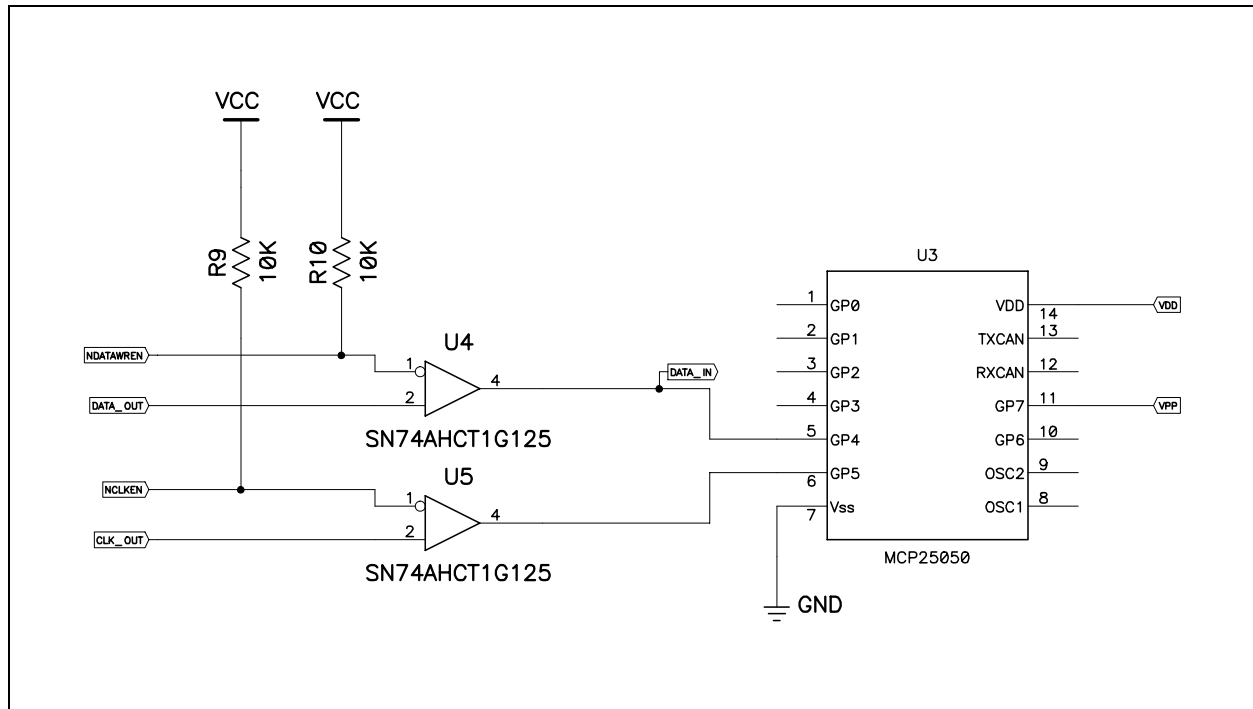 VCC
VCC
R9
10K
R10
10K
NDATAWREN
DATA_OUT
1
2
U4
4
SN74AHCT1G125
DATA_IN
NCLKEN
CLK_OUT
1
2
U5
4
SN74AHCT1G125
U3
1
GP0
2
GP1
3
GP2
4
GP3
5
GP4
6
GP5
7
Vss
VDD
14
VDD
TXCAN
13
RXCAN
12
GP7
11
VPP
GP6
10
OSC2
9
OSC1
8
MCP25050
GND